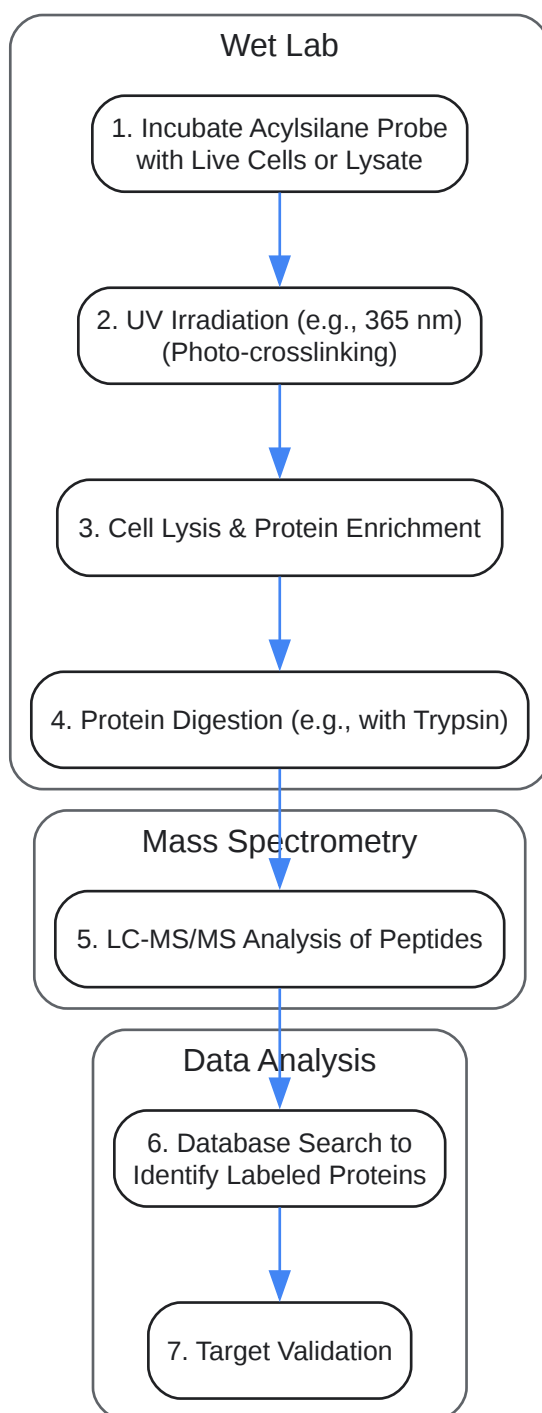 Wet Lab
1. Incubate Acylsilane Probe
with Live Cells or Lysate
2. UV Irradiation (e.g., 365 nm)
(Photo-crosslinking)
3. Cell Lysis & Protein Enrichment
4. Protein Digestion (e.g., with Trypsin)
Mass Spectrometry
5. LC-MS/MS Analysis of Peptides
Data Analysis
6. Database Search to
Identify Labeled Proteins
7. Target Validation